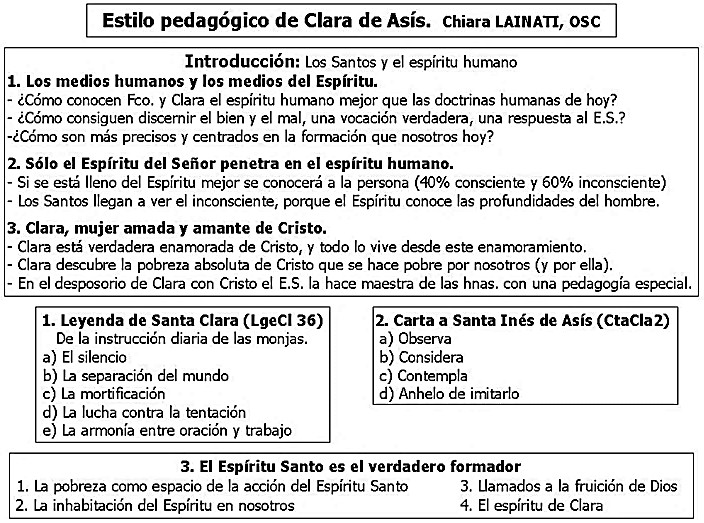 Estilo pedagógico de Clara de Asís. Chiara LAINATI, OSC
Introducción: Los Santos y el espíritu humano
1. Los medios humanos y los medios del Espíritu.
- ¿Cómo conocen Fco. y Clara el espíritu humano mejor que las doctrinas humanas de hoy?
- ¿Cómo consiguen discernir el bien y el mal, una vocación verdadera, una respuesta al E.S.?
-¿Cómo son más precisos y centrados en la formación que nosotros hoy?
2. Sólo el Espíritu del Señor penetra en el espíritu humano.
- Si se está lleno del Espíritu mejor se conocerá a la persona (40% consciente y 60% inconsciente)
- Los Santos llegan a ver el inconsciente, porque el Espíritu conoce las profundidades del hombre.
3. Clara, mujer amada y amante de Cristo.
- Clara está verdadera enamorada de Cristo, y todo lo vive desde este enamoramiento.
- Clara descubre la pobreza absoluta de Cristo que se hace pobre por nosotros (y por ella).
- En el desposorio de Clara con Cristo el E.S. la hace maestra de las hnas. con una pedagogía especial.
1. Leyenda de Santa Clara (LgeCl 36)
De la instrucción diaria de las monjas.
a) El silencio
b) La separación del mundo
c) La mortificación
d) La lucha contra la tentación
e) La armonía entre oración y trabajo
2. Carta a Santa Inés de Asís (CtaCla2)
a) Observa
b) Considera
c) Contempla
d) Anhelo de imitarlo
3. El Espíritu Santo es el verdadero formador
1. La pobreza como espacio de la acción del Espíritu Santo
2. La inhabitación del Espíritu en nosotros
3. Llamados a la fruición de Dios
4. El espíritu de Clara